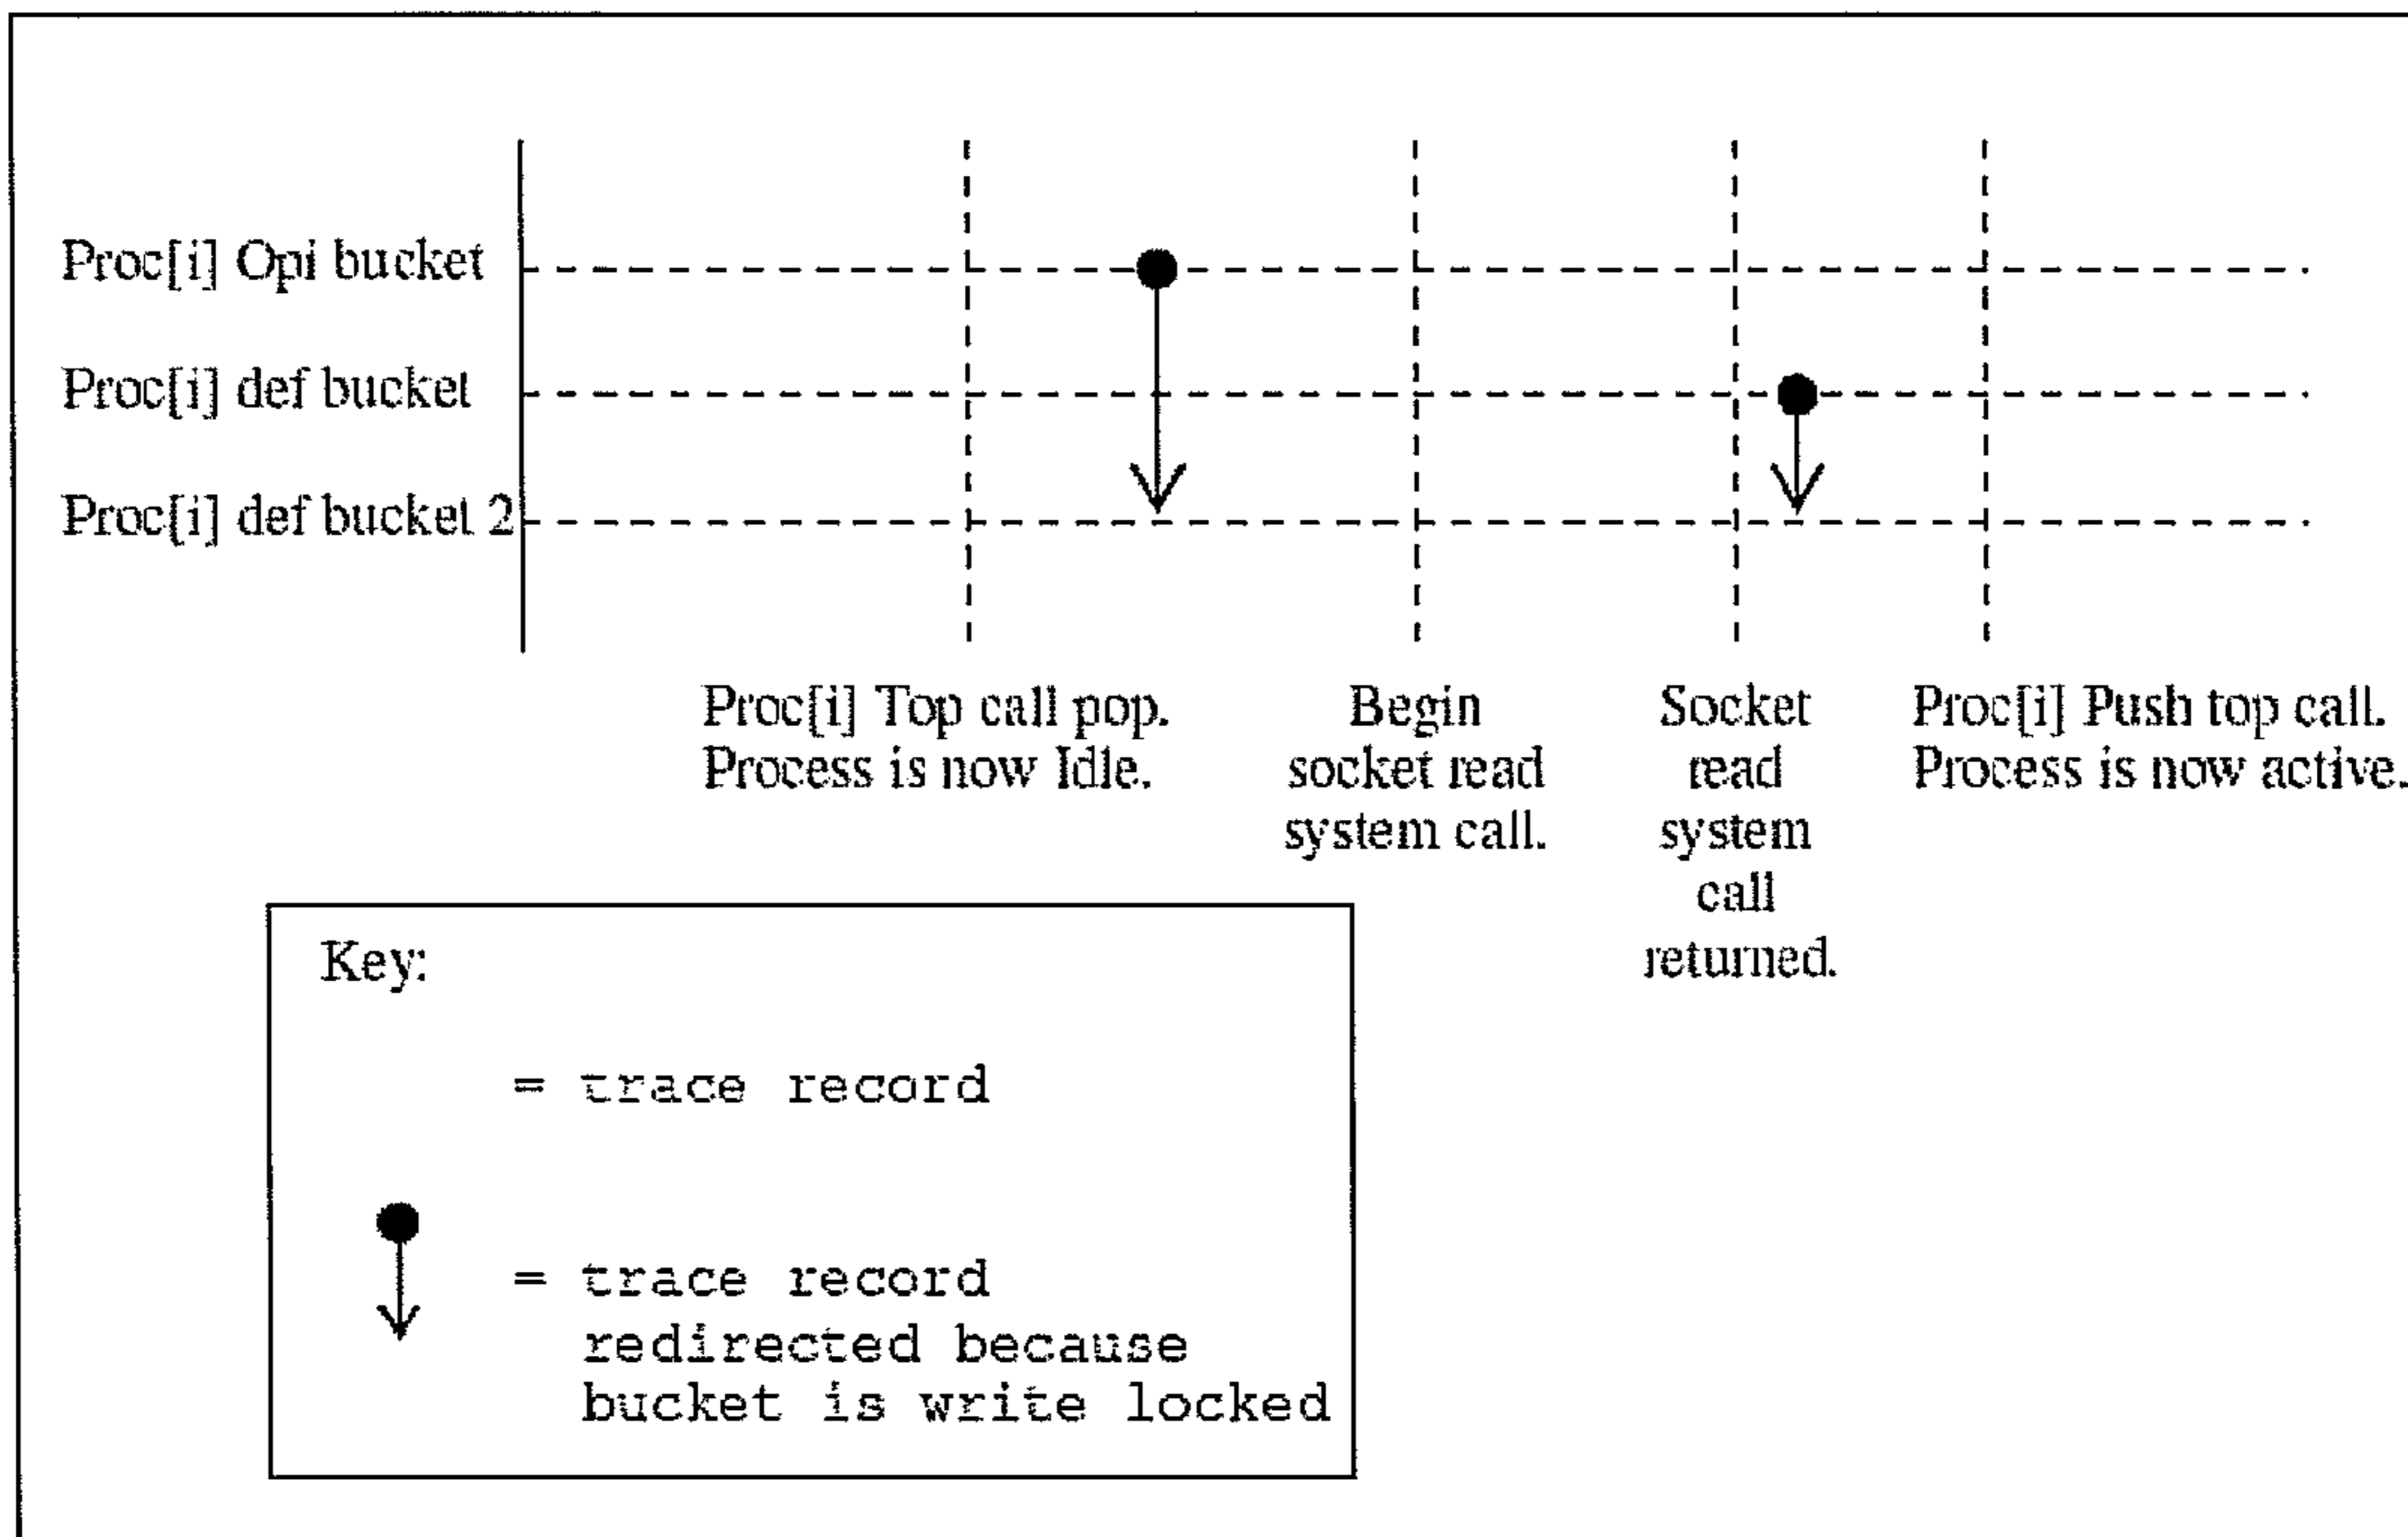 Proc[i] Opi bucket
Proc[i] def bucket
Proc[i] def bucket 2
Proc[i] Top call pop.
Process is now Idle.
Begin
socket read
system call.
Socket
read
system
call
returned.
Proc[i] Push top call.
Process is now active.
Key:
= trace record
= trace record
redirected because
bucket is write locked